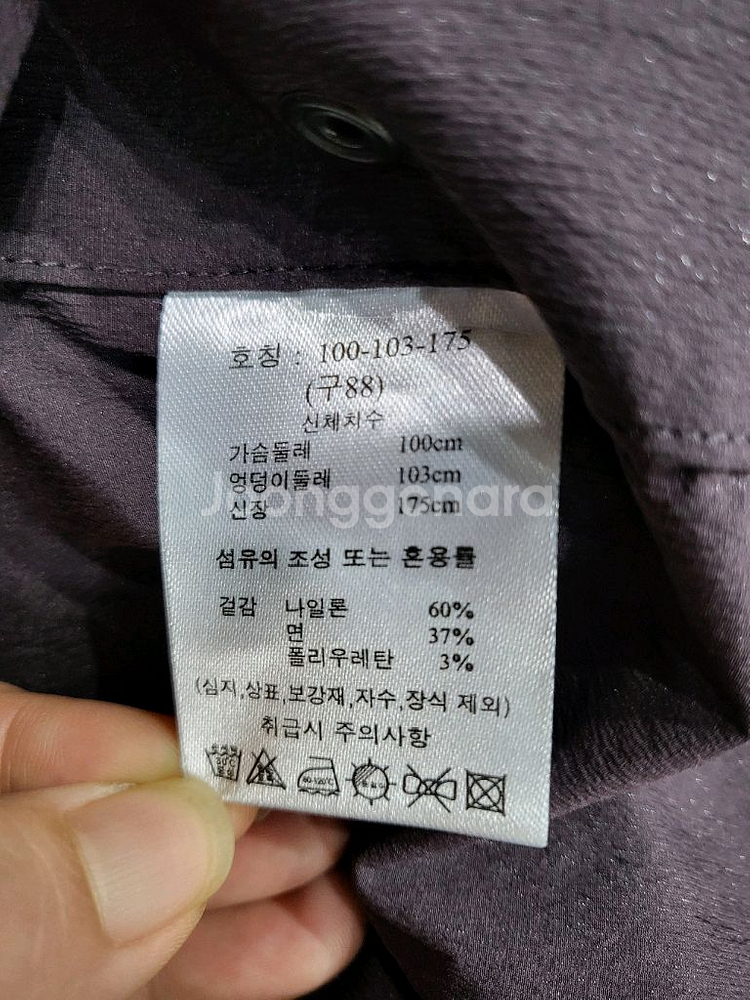 호칭 : 100-103-175
(구88)
신체치수
가슴둘레 100cm
엉덩이둘레 103cm
신장 175cm
Joonggonara
섬유의 조성 또는 혼용률
겉감 나일론 60%
면 37%
폴리우레탄 3%
(심지,상표,보강재,자수,장식 제외)
취급시 주의사항